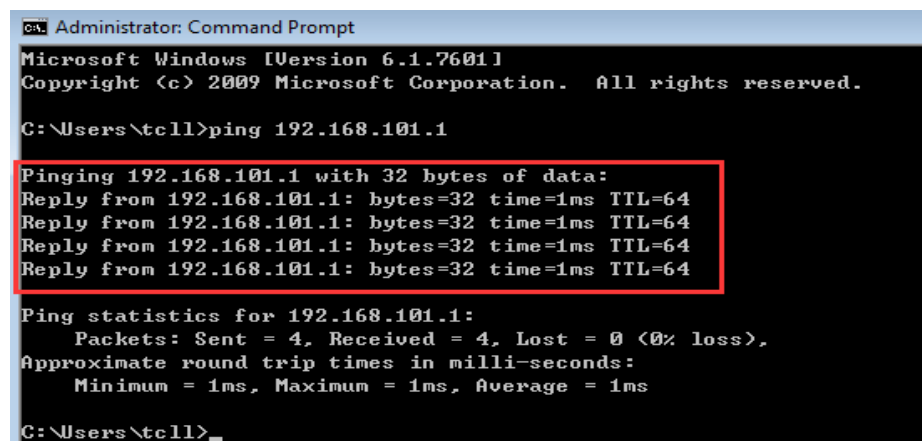 Administrator: Command Prompt
Microsoft Windows [Version 6.1.7601]
Copyright (c) 2009 Microsoft Corporation.  All rights reserved.
C:\Users\tcll>ping 192.168.101.1
Pinging 192.168.101.1 with 32 bytes of data:
Reply from 192.168.101.1: bytes=32 time=1ms TTL=64
Reply from 192.168.101.1: bytes=32 time=1ms TTL=64
Reply from 192.168.101.1: bytes=32 time=1ms TTL=64
Reply from 192.168.101.1: bytes=32 time=1ms TTL=64
Ping statistics for 192.168.101.1:
    Packets: Sent = 4, Received = 4, Lost = 0 (0% loss),
Approximate round trip times in milli-seconds:
    Minimum = 1ms, Maximum = 1ms, Average = 1ms
C:\Users\tcll>_